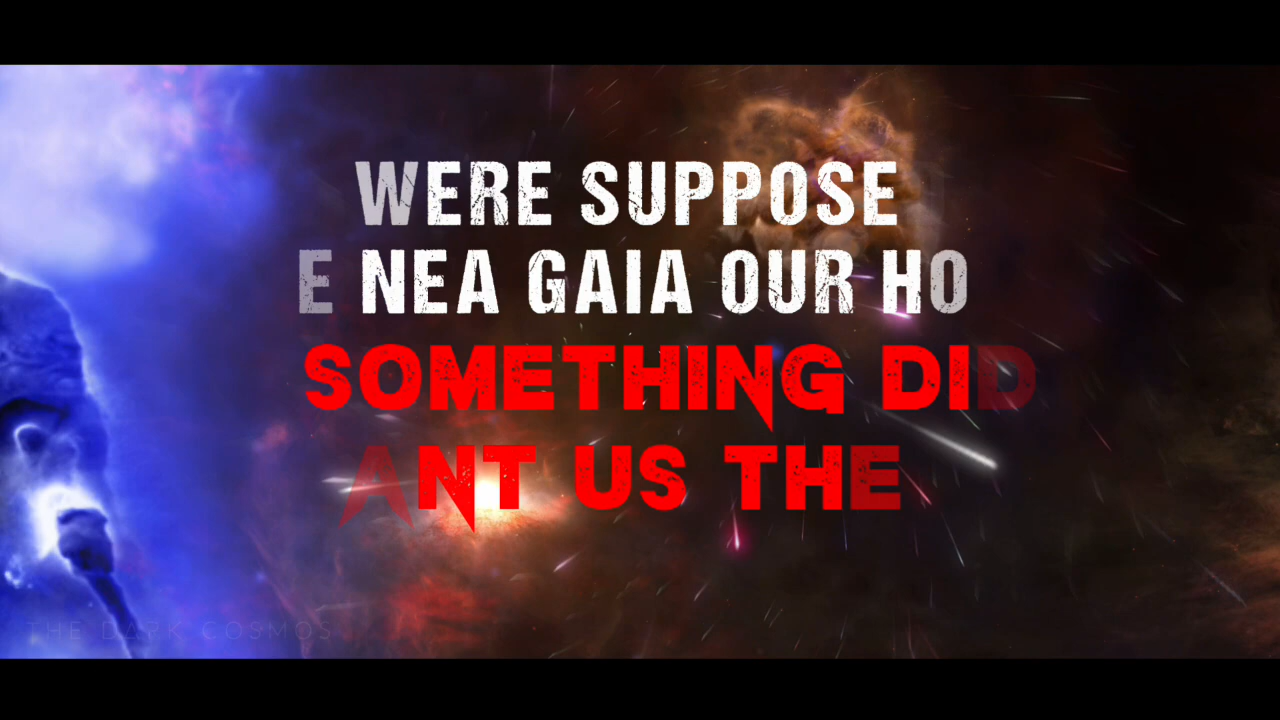 WERE SUPPOSE
E NEA GAIA OUR HO
SOMETHING DID
ANT US THE
THE DARK COSMOS